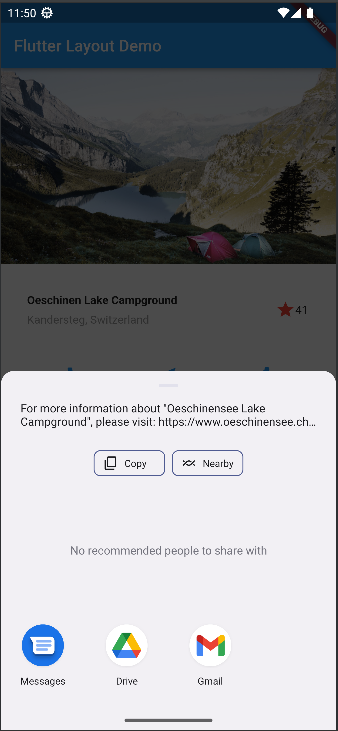 11:50
BUG
Flutter Layout Demo
Oeschinen Lake Campground
41
Kandersteg, Switzerland
For more information about "Oeschinensee Lake
Campground", please visit: https://www.oeschinensee.ch…
Copy
Nearby
No recommended people to share with
Messages
Drive
Gmail